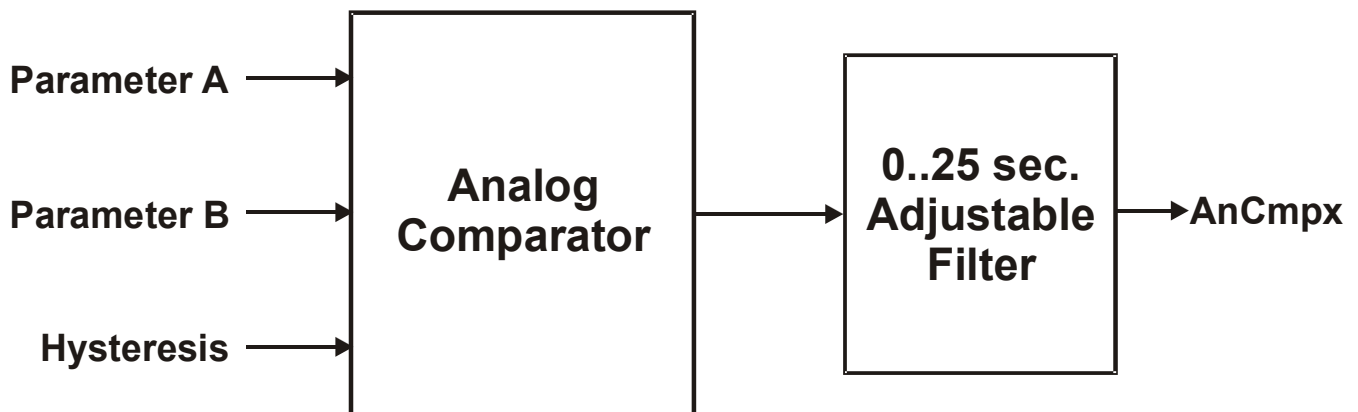 Parameter A
Parameter B
Hysteresis
Analog
Comparator
0..25 sec.
Adjustable
Filter
AnCmpx